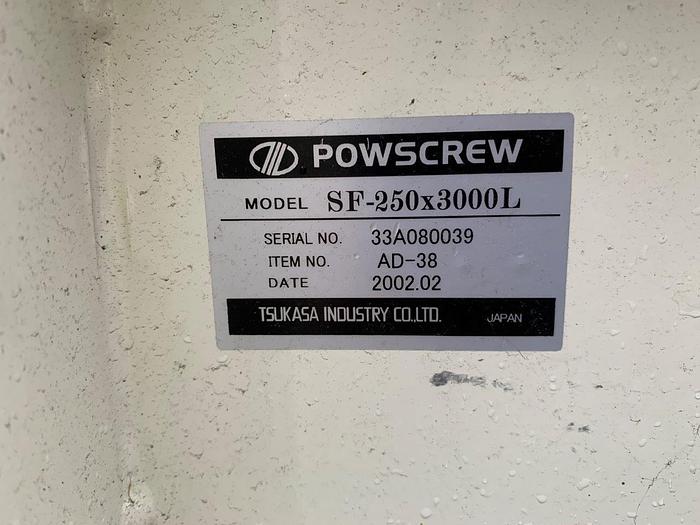 POWSCREW
MODEL SF-250x3000L
SERIAL NO. 33A080039
ITEM NO. AD-38
DATE 2002.02
TSUKASA INDUSTRY CO.,LTD. JAPAN